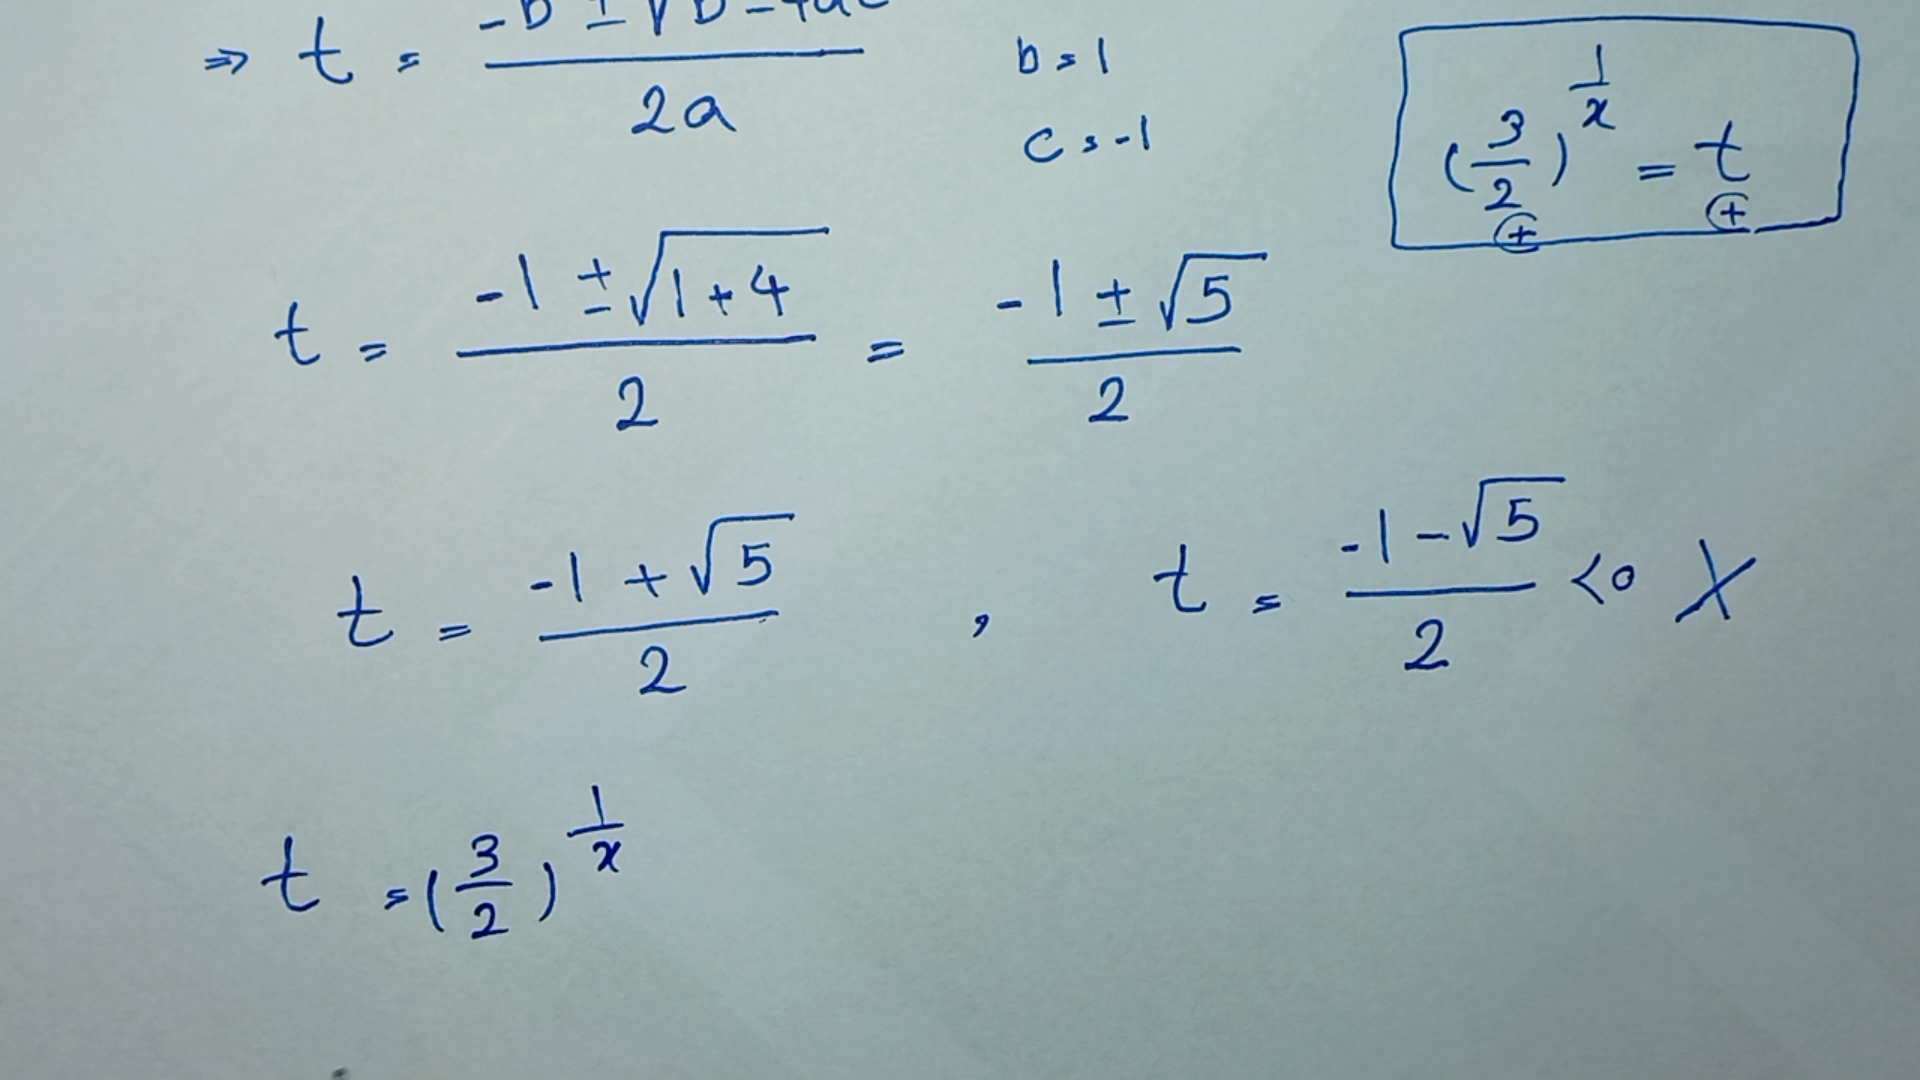 ⇒ t = (-b ± √b - 4ac) / 2a
b = 1
c = -1
(3/2)^(1/x) = t
⊕ ⊕
t = (-1 ± √(1+4)) / 2 = (-1 ± √5) / 2
t = (-1 + √5) / 2 , t = (-1 - √5) / 2 <0 X
t = (3/2)^(1/x)